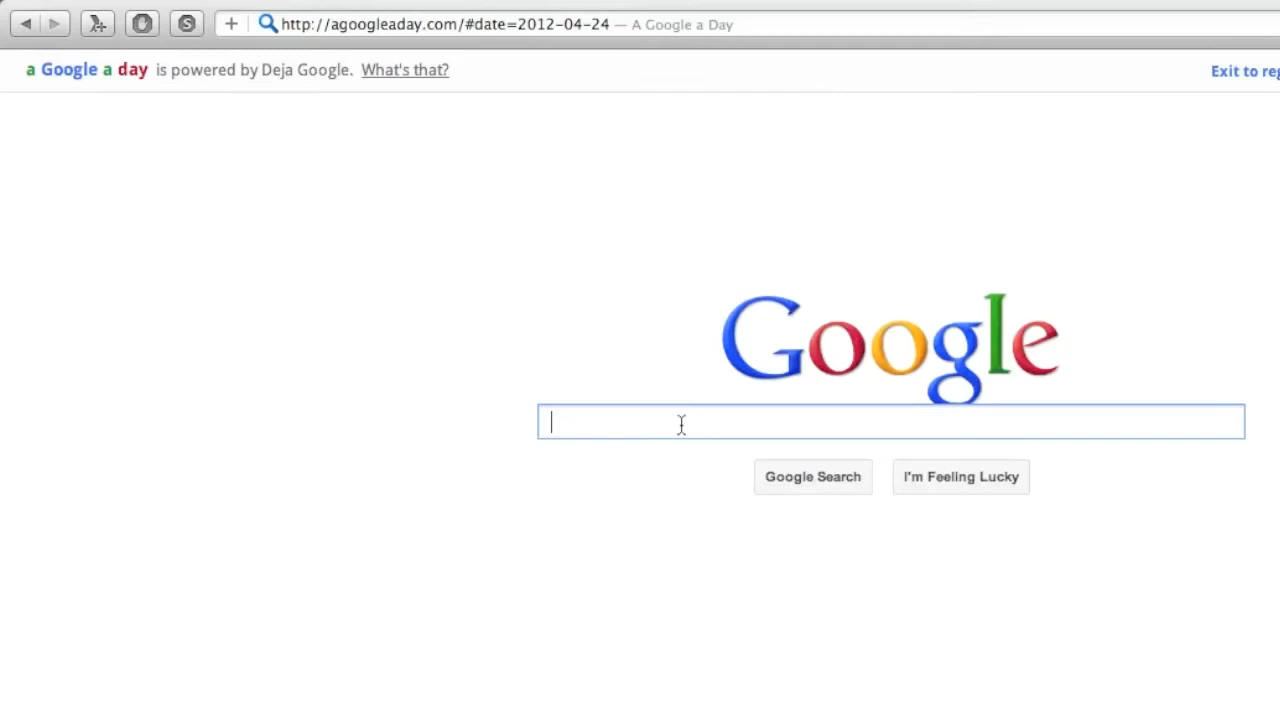 http://agoogleaday.com/#date=2012-04-24 — A Google a Day
a Google a day is powered by Deja Google. What's that?
Exit to reg
Google
Google Search
I'm Feeling Lucky